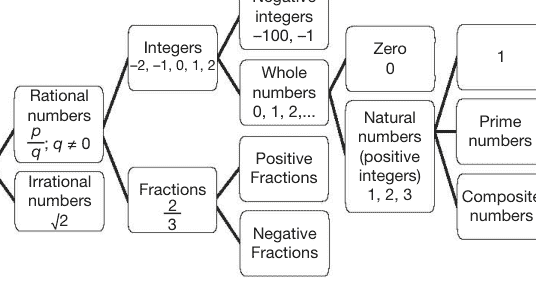 Negative
integers
–100, –1
Integers
–2, –1, 0, 1, 2
Zero
0
1
Whole
numbers
0, 1, 2,...
Rational
numbers
p
q
; q ≠ 0
Natural
numbers
(positive
integers)
1, 2, 3
Prime
numbers
Positive
Fractions
Irrational
numbers
√2
Fractions
2
3
Composite
numbers
Negative
Fractions